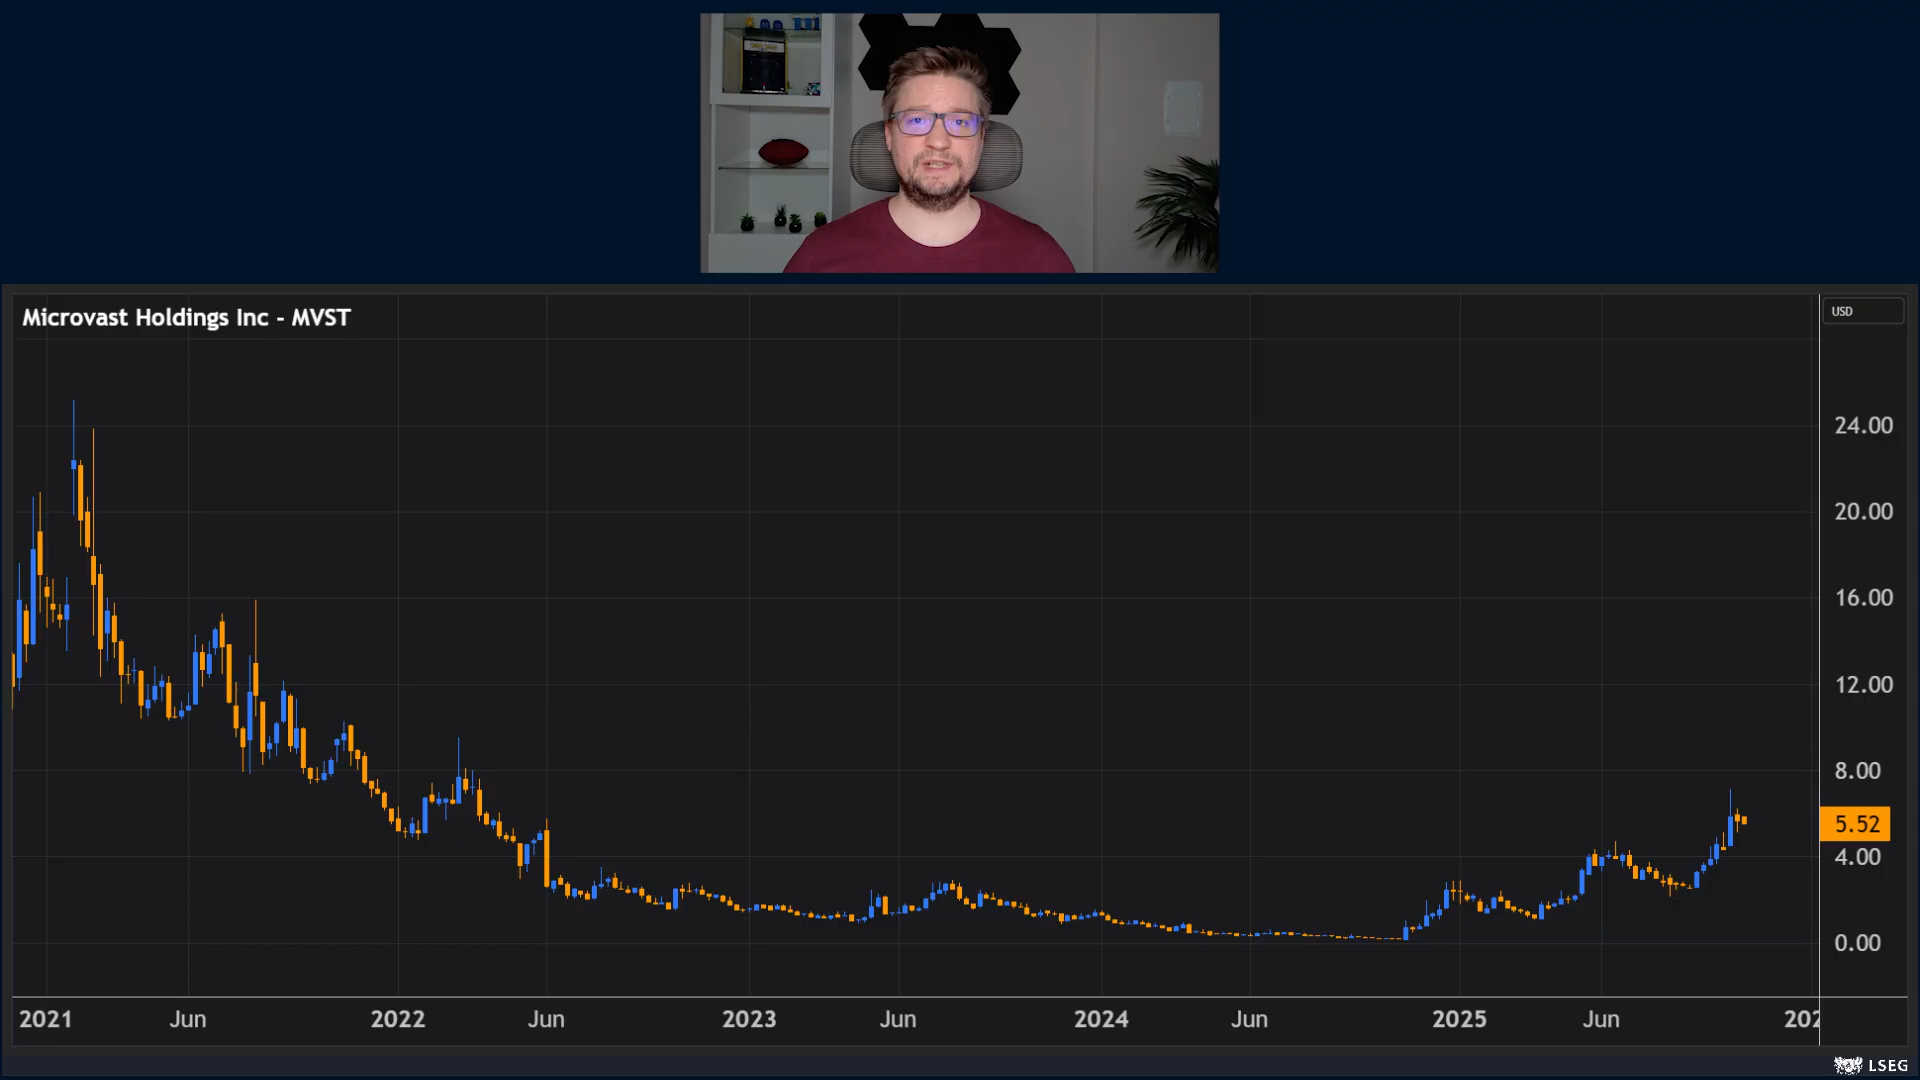 Microvast Holdings Inc - MVST
USD
24.00
20.00
16.00
12.00
8.00
5.52
4.00
0.00
2021 Jun 2022 Jun 2023 Jun 2024 Jun 2025 Jun 202
LSEG